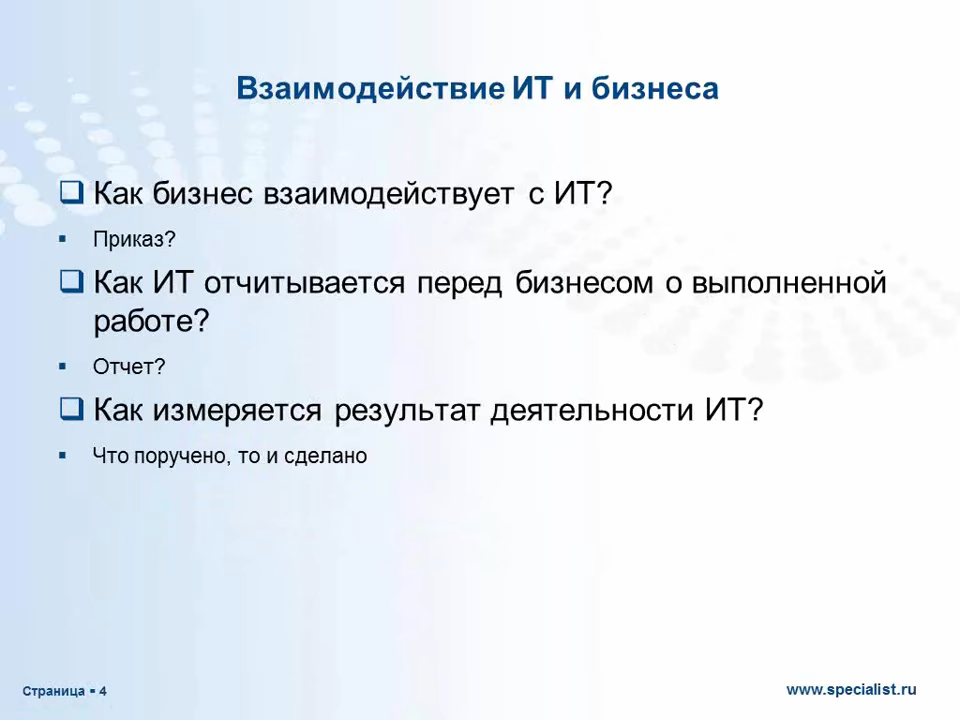 Взаимодействие ИТ и бизнеса
Как бизнес взаимодействует с ИТ?
Приказ?
Как ИТ отчитывается перед бизнесом о выполненной
работе?
Отчет?
Как измеряется результат деятельности ИТ?
Что поручено, то и сделано
Страница ▪ 4
www.specialist.ru